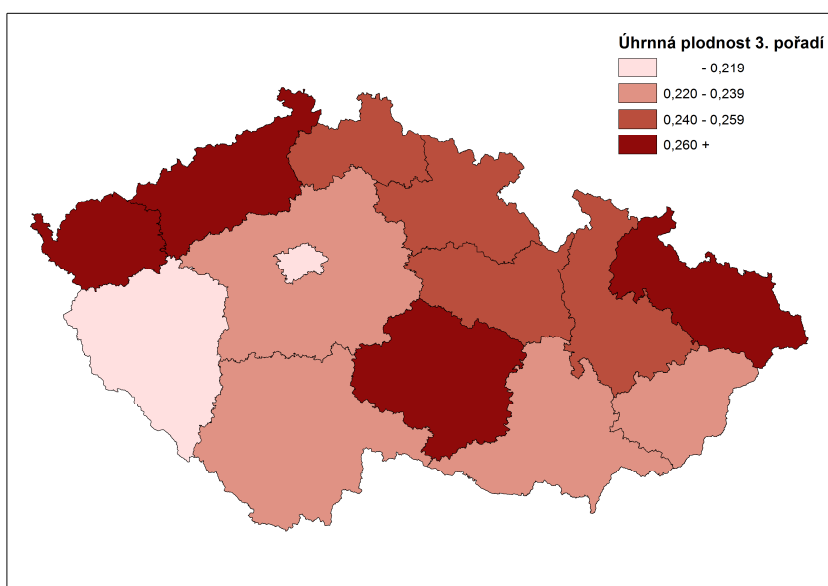 Úhrnná plodnost 3. pořadí
- 0,219
0,220 - 0,239
0,240 - 0,259
0,260 +